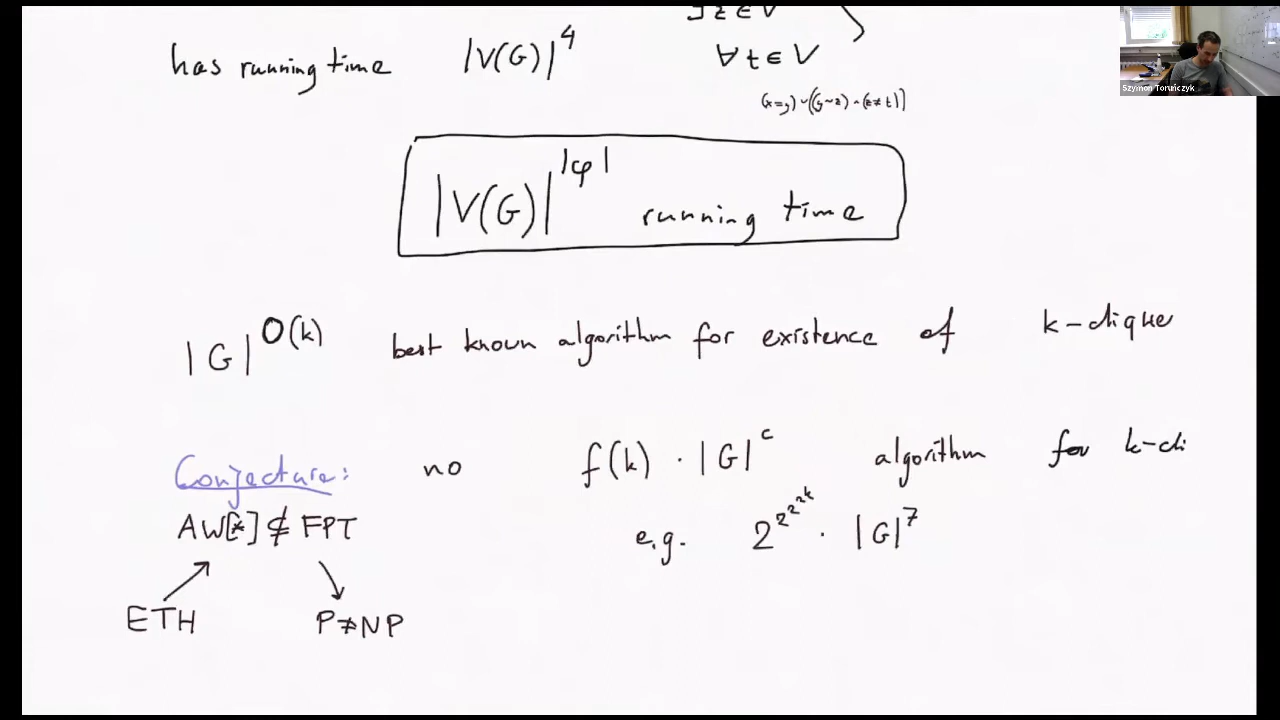 ∃ z ∈ V
has running time |V(G)|^4
∀ t ∈ V
(x=y) ∨ ((y∼z) ∧ (z≠t))
|V(G)|^|φ| running time
|G|^O(k) best known algorithm for existence of k-clique
Conjecture: no f(k) · |G|^c algorithm for k-cli
AW[*] ⊄ FPT e.g. 2^2^2^2^k · |G|^7
ETH P≠NP
Szymon Toruńczyk